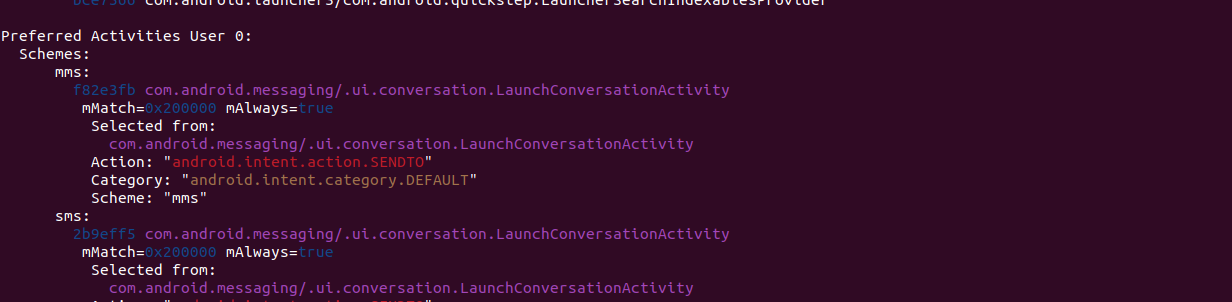 bce7366 com.android.launcher3/com.android.quickstep.LauncherSearchIndexablesProvider
Preferred Activities User 0:
Schemes:
mms:
f82e3fb com.android.messaging/.ui.conversation.LaunchConversationActivity
mMatch=0x200000 mAlways=true
Selected from:
com.android.messaging/.ui.conversation.LaunchConversationActivity
Action: "android.intent.action.SENDTO"
Category: "android.intent.category.DEFAULT"
Scheme: "mms"
sms:
2b9eff5 com.android.messaging/.ui.conversation.LaunchConversationActivity
mMatch=0x200000 mAlways=true
Selected from:
com.android.messaging/.ui.conversation.LaunchConversationActivity